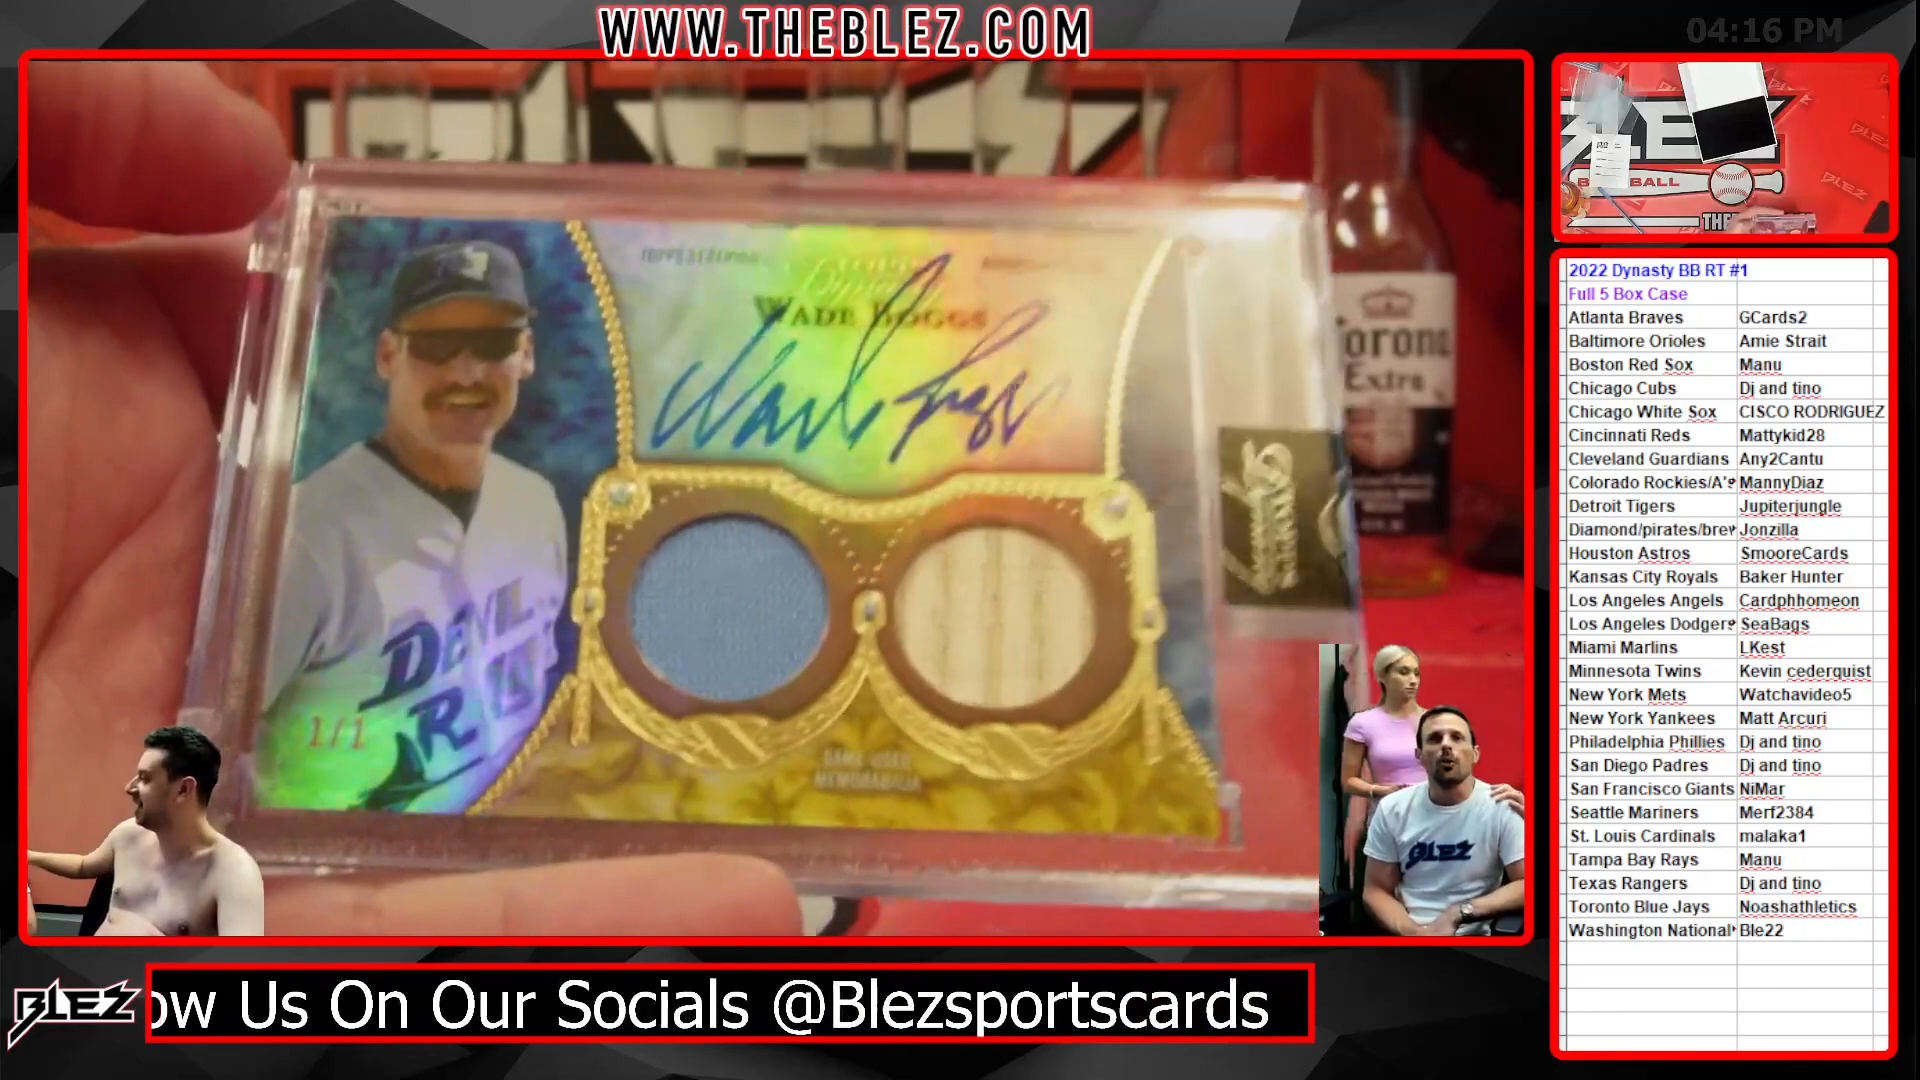 WWW.THEBLEZ.COM
04:16 PM
Dynasty
WADE BOGGS
DEVIL
RA
1/1
GAME-USED
MEMORABILIA
Corona
Extra
BLEZ
BALL
2022 Dynasty BB RT #1
Full 5 Box Case
Atlanta Braves GCards2
Baltimore Orioles Amie Strait
Boston Red Sox Manu
Chicago Cubs Dj and tino
Chicago White Sox CISCO RODRIGUEZ
Cincinnati Reds Mattykid28
Cleveland Guardians Any2Cantu
Colorado Rockies/A's MannyDiaz
Detroit Tigers Jupiterjungle
Diamond/pirates/brew Jonzilla
Houston Astros SmooreCards
Kansas City Royals Baker Hunter
Los Angeles Angels Cardphhomeon
Los Angeles Dodgers SeaBags
Miami Marlins LKest
Minnesota Twins Kevin cederquist
New York Mets Watchavideo5
New York Yankees Matt Arcuri
Philadelphia Phillies Dj and tino
San Diego Padres Dj and tino
San Francisco Giants NiMar
Seattle Mariners Merf2384
St. Louis Cardinals malaka1
Tampa Bay Rays Manu
Texas Rangers Dj and tino
Toronto Blue Jays Noashathletics
Washington National Ble22
BLEZ
ow Us On Our Socials @Blezsportscards